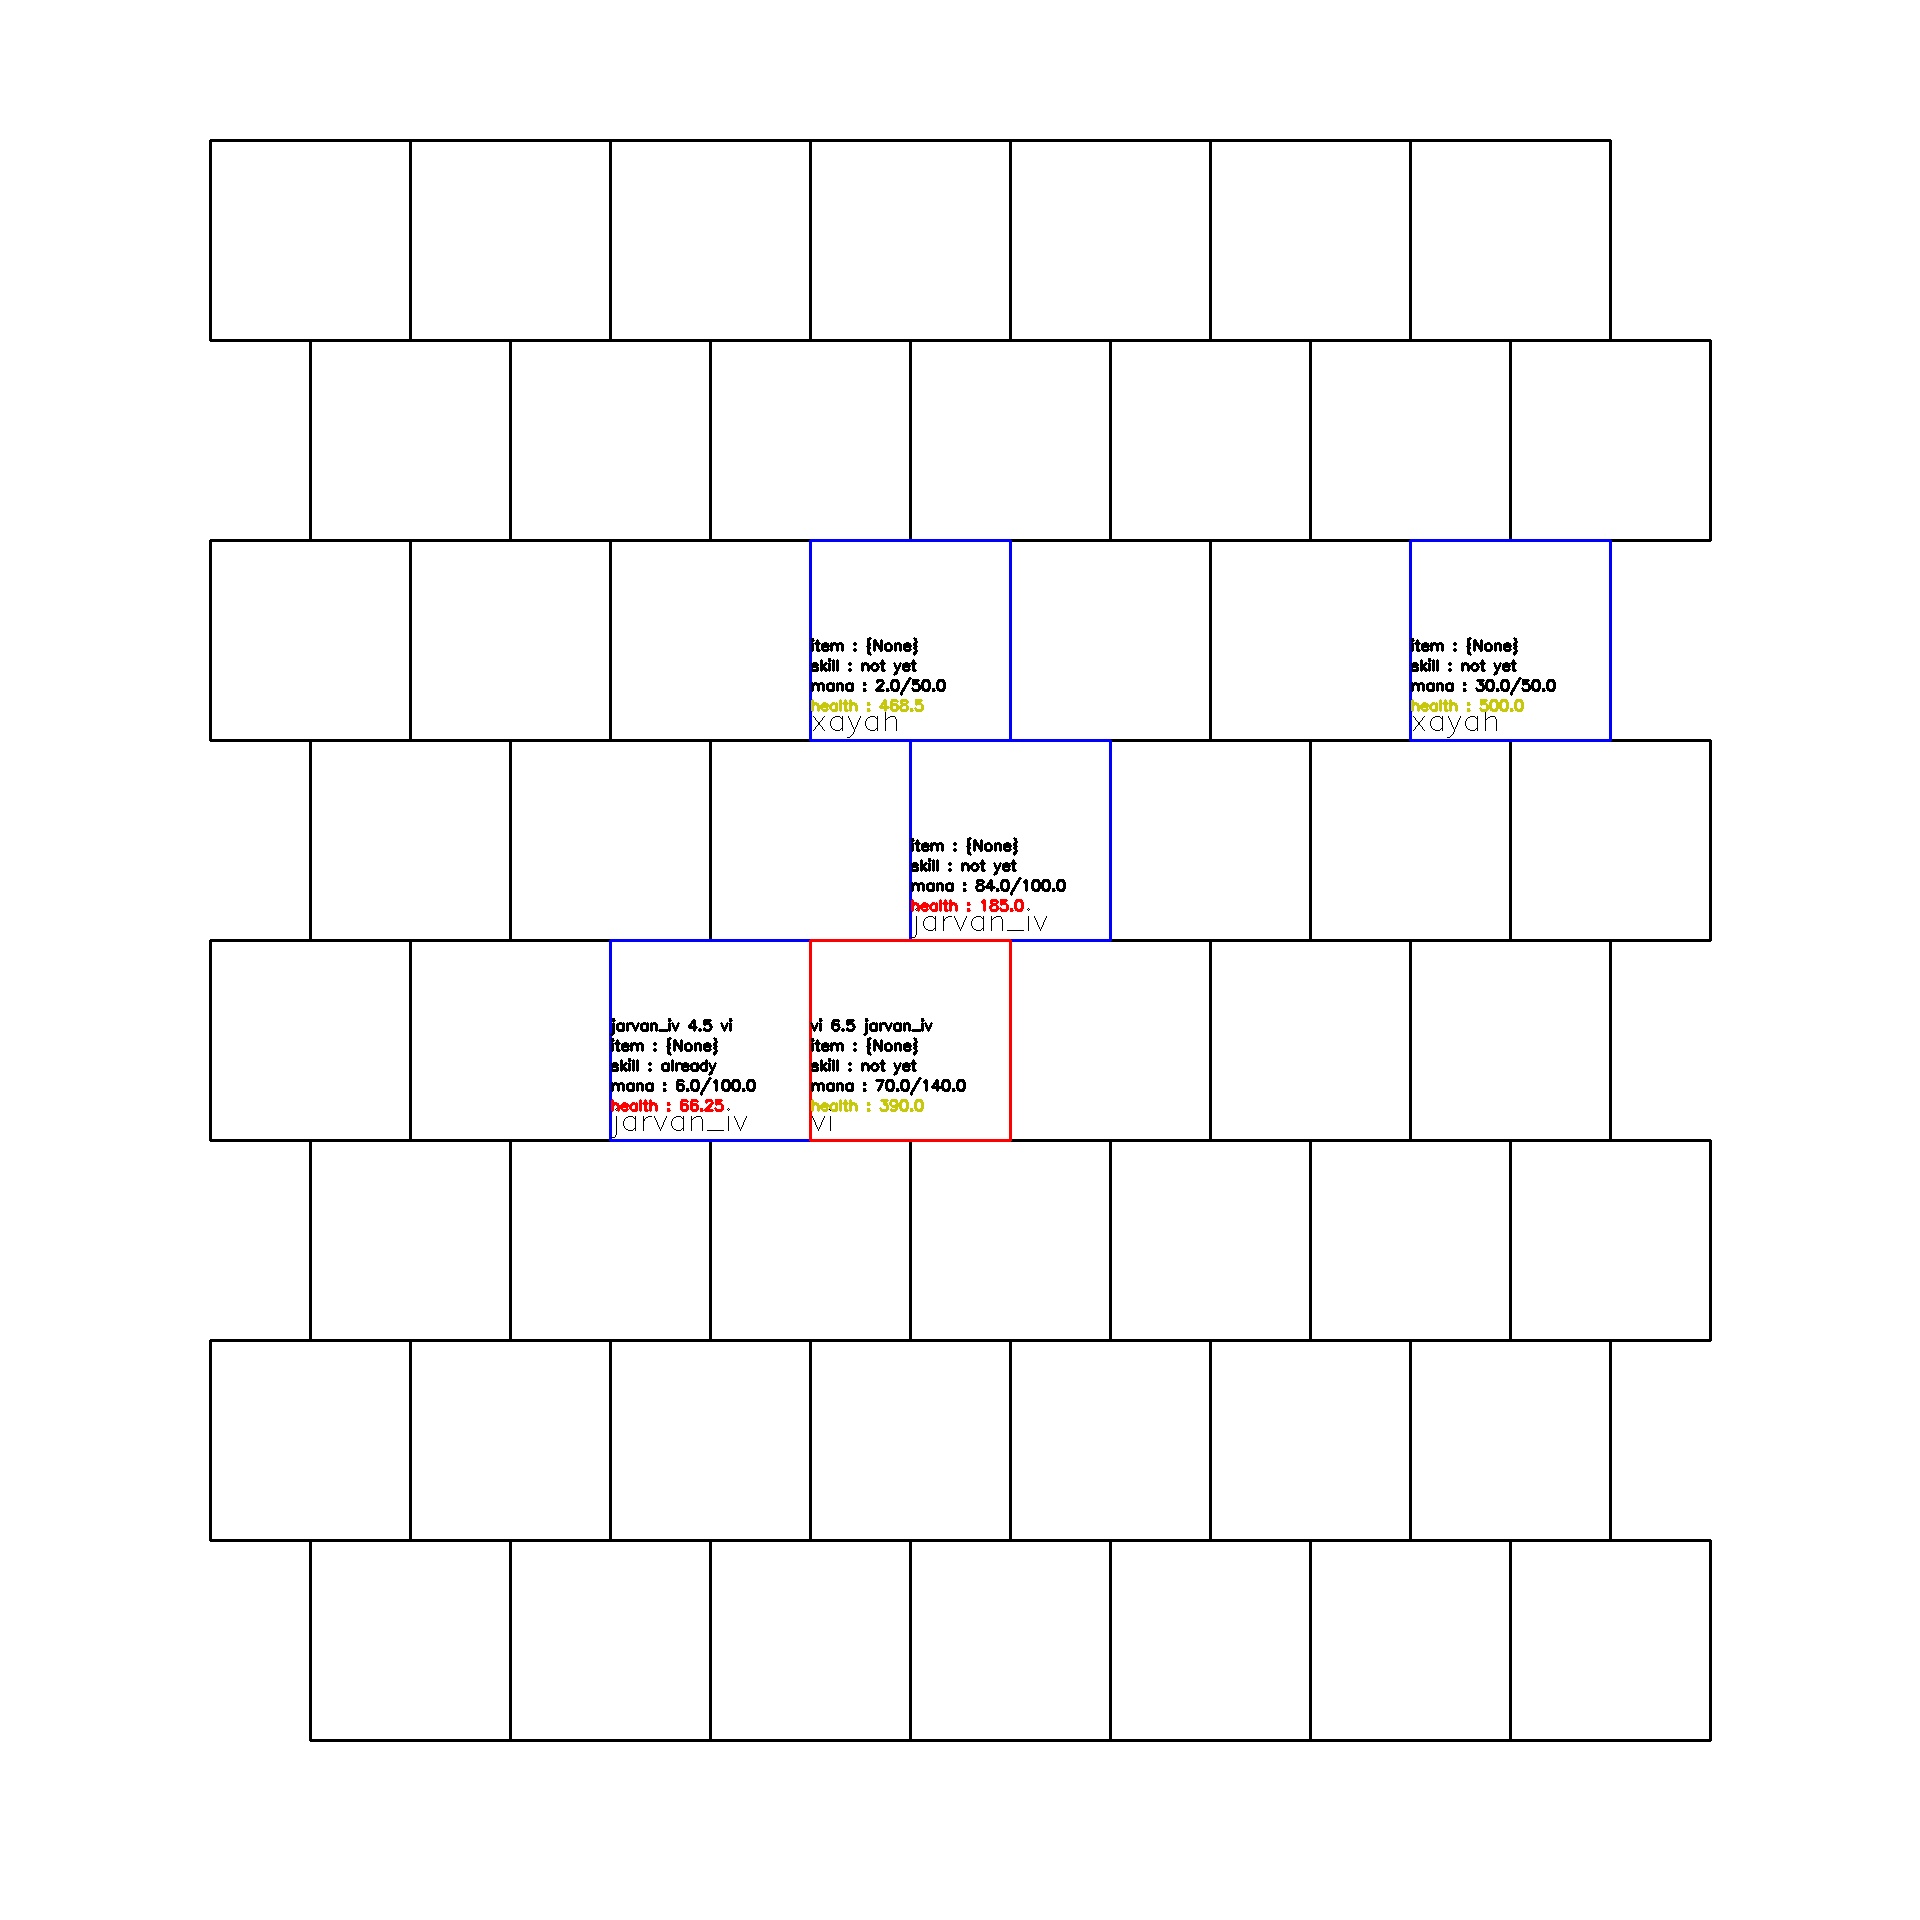 item : {None}
skill : not yet
mana : 2.0/50.0
health : 468.5
xayah
item : {None}
skill : not yet
mana : 30.0/50.0
health : 500.0
xayah
item : {None}
skill : not yet
mana : 84.0/100.0
health : 185.0
jarvan_iv
jarvan_iv 4.5 vi
item : {None}
skill : already
mana : 6.0/100.0
health : 66.25
jarvan_iv
vi 6.5 jarvan_iv
item : {None}
skill : not yet
mana : 70.0/140.0
health : 390.0
vi